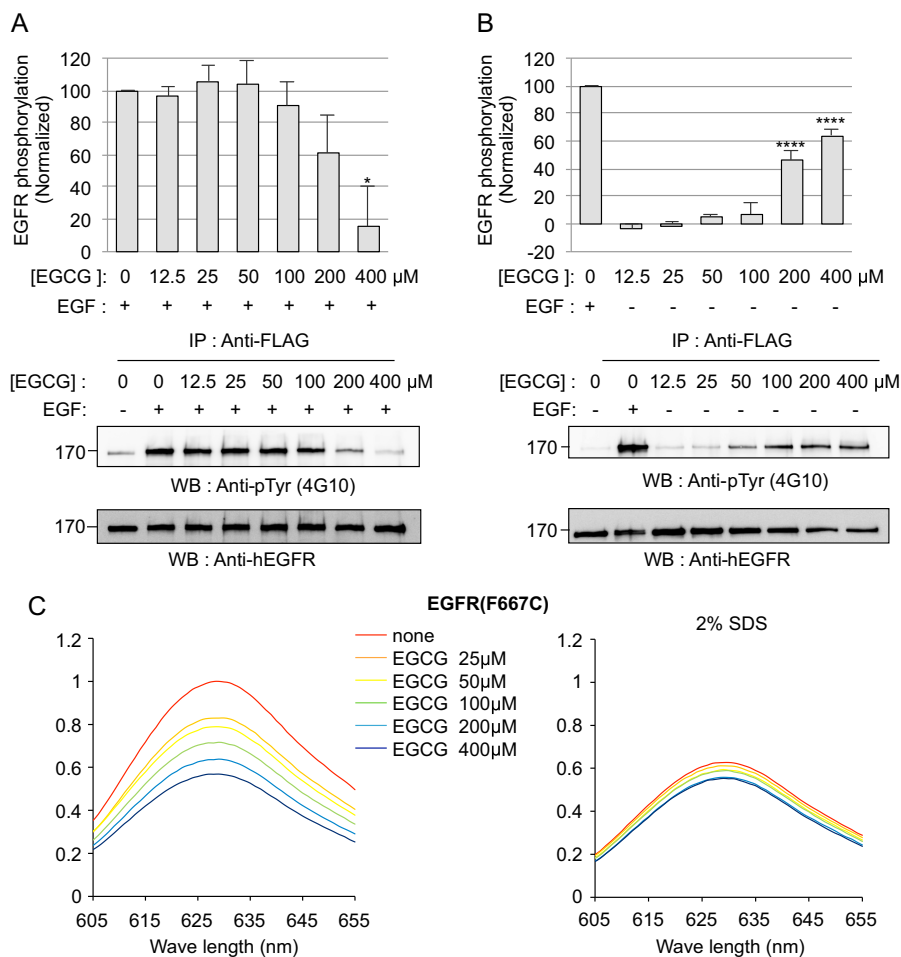 A
EGFR phosphorylation
(Normalized)
120
100
80
60
40
20
0
*
[EGCG ]: 0 12.5 25 50 100 200 400 µM
EGF: + + + + + + +
IP : Anti-FLAG
[EGCG] : 0 0 12.5 25 50 100 200 400 µM
EGF: - + + + + + + +
170
WB : Anti-pTyr (4G10)
170
WB : Anti-hEGFR
B
EGFR phosphorylation
(Normalized)
120
100
80
60
40
20
0
-20
**** ****
[EGCG ]: 0 12.5 25 50 100 200 400 µM
EGF: + - - - - - -
IP : Anti-FLAG
[EGCG] : 0 0 12.5 25 50 100 200 400 µM
EGF: - + - - - - - -
170
WB : Anti-pTyr (4G10)
170
WB : Anti-hEGFR
C
EGFR(F667C)
1.2
1
0.8
0.6
0.4
0.2
0
605 615 625 635 645 655
Wave length (nm)
none
EGCG 25µM
EGCG 50µM
EGCG 100µM
EGCG 200µM
EGCG 400µM
2% SDS
1.2
1
0.8
0.6
0.4
0.2
0
605 615 625 635 645 655
Wave length (nm)